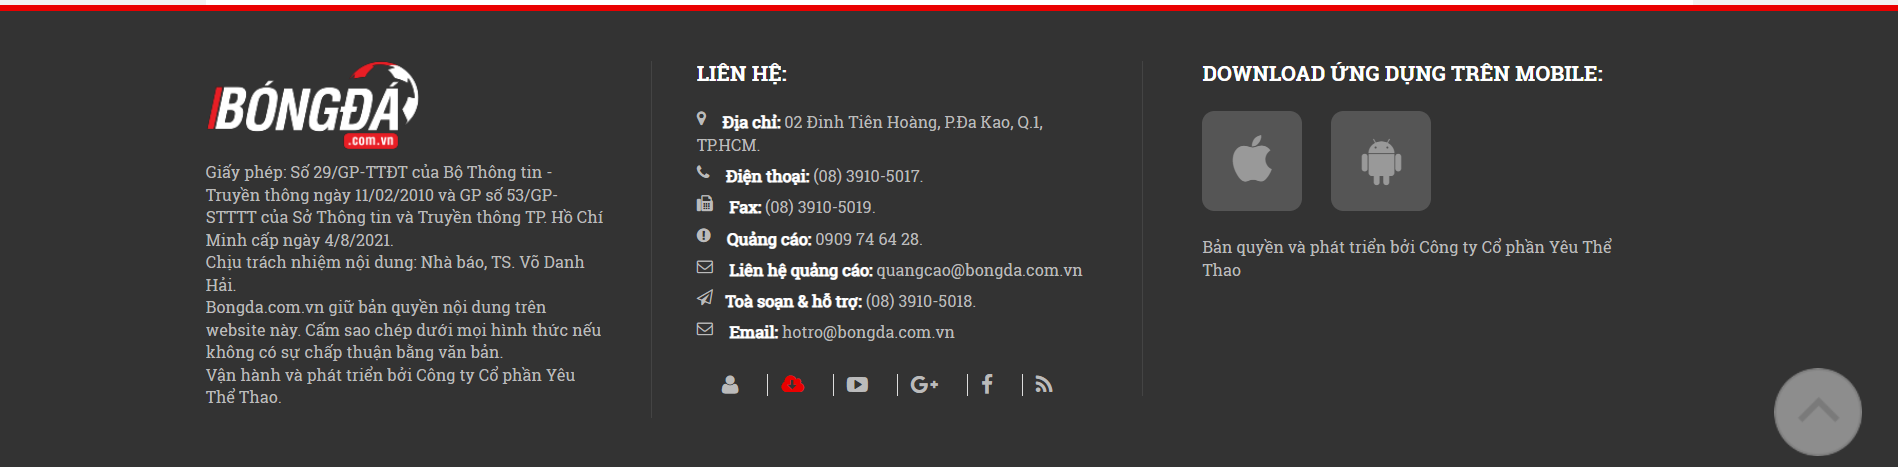 BÓNGĐÁ
.com.vn
Giấy phép: Số 29/GP-TTĐT của Bộ Thông tin -
Truyền thông ngày 11/02/2010 và GP số 53/GP-
STTTT của Sở Thông tin và Truyền thông TP. Hồ Chí
Minh cấp ngày 4/8/2021.
Chịu trách nhiệm nội dung: Nhà báo, TS. Võ Danh
Hải.
Bongda.com.vn giữ bản quyền nội dung trên
website này. Cấm sao chép dưới mọi hình thức nếu
không có sự chấp thuận bằng văn bản.
Vận hành và phát triển bởi Công ty Cổ phần Yêu
Thể Thao.
LIÊN HỆ:
Địa chỉ: 02 Đinh Tiên Hoàng, P.Đa Kao, Q.1,
TP.HCM.
Điện thoại: (08) 3910-5017.
Fax: (08) 3910-5019.
Quảng cáo: 0909 74 64 28.
Liên hệ quảng cáo: quangcao@bongda.com.vn
Toà soạn & hỗ trợ: (08) 3910-5018.
Email: hotro@bongda.com.vn
DOWNLOAD ỨNG DỤNG TRÊN MOBILE:
Bản quyền và phát triển bởi Công ty Cổ phần Yêu Thể
Thao